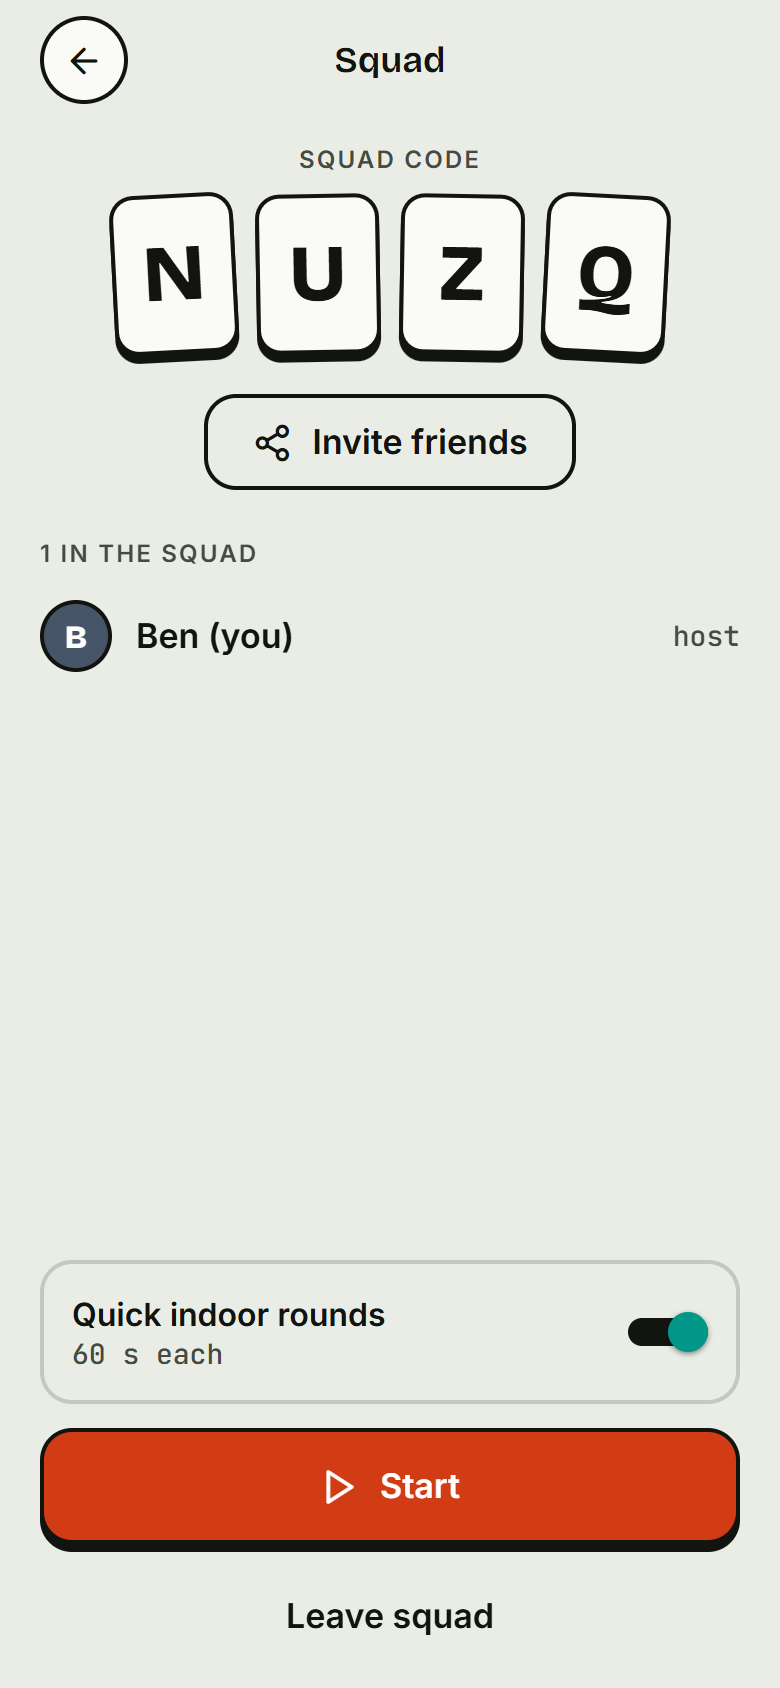 Squad
SQUAD CODE
N U Z Q
Invite friends
1 IN THE SQUAD
B Ben (you) host
Quick indoor rounds
60 s each
Start
Leave squad